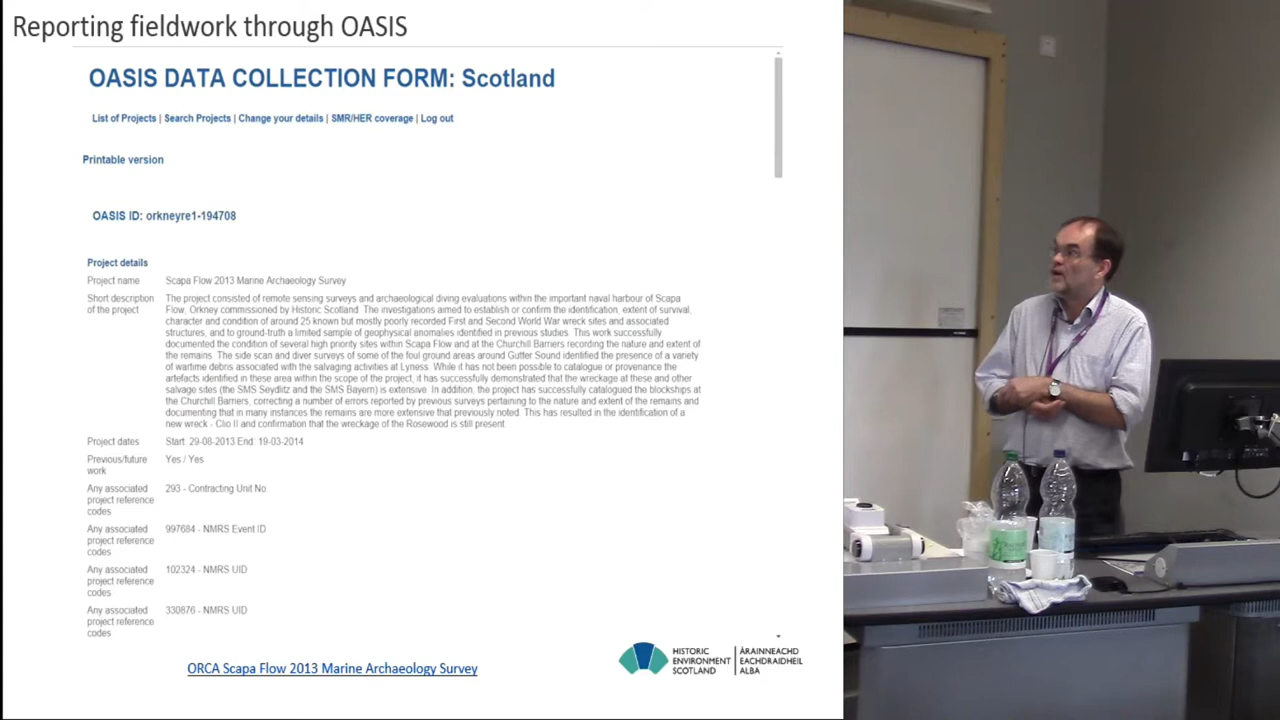 Reporting fieldwork through OASIS
OASIS DATA COLLECTION FORM: Scotland
List of Projects | Search Projects | Change your details | SMR/HER coverage | Log out
Printable version
OASIS ID: orkneyre1-194708
Project details
Project name Scapa Flow 2013 Marine Archaeology Survey
Short description of the project
The project consisted of remote sensing surveys and archaeological diving evaluations within the important naval harbour of Scapa
Flow, Orkney commissioned by Historic Scotland. The investigations aimed to establish or confirm the identification, extent of survival,
character and condition of around 25 known but mostly poorly recorded First and Second World War wreck sites and associated
structures, and to ground-truth a limited sample of geophysical anomalies identified in previous studies. This work successfully
documented the condition of several high priority sites within Scapa Flow and at the Churchill Barriers recording the nature and extent of
the remains. The side scan and diver surveys of some of the foul ground areas around Gutter Sound identified the presence of a variety
of wartime debris associated with the salvaging activities at Lyness. While it has not been possible to catalogue or provenance the
artefacts identified in these area within the scope of the project, it has successfully demonstrated that the wreckage at these and other
salvage sites (the SMS Seydlitz and the SMS Bayern) is extensive. In addition, the project has successfully catalogued the blockships at
the Churchill Barriers, correcting a number of errors reported by previous surveys pertaining to the nature and extent of the remains and
documenting that in many instances the remains are more extensive that previously noted. This has resulted in the identification of a
new wreck - Clio II and confirmation that the wreckage of the Rosewood is still present.
Project dates Start: 29-08-2013 End: 19-03-2014
Previous/future work Yes / Yes
Any associated project reference codes 293 - Contracting Unit No
Any associated project reference codes 997684 - NMRS Event ID
Any associated project reference codes 102324 - NMRS UID
Any associated project reference codes 330876 - NMRS UID
ORCA Scapa Flow 2013 Marine Archaeology Survey
HISTORIC
ENVIRONMENT
SCOTLAND
ÀRAINNEACHD
EACHDRAIDHEIL
ALBA